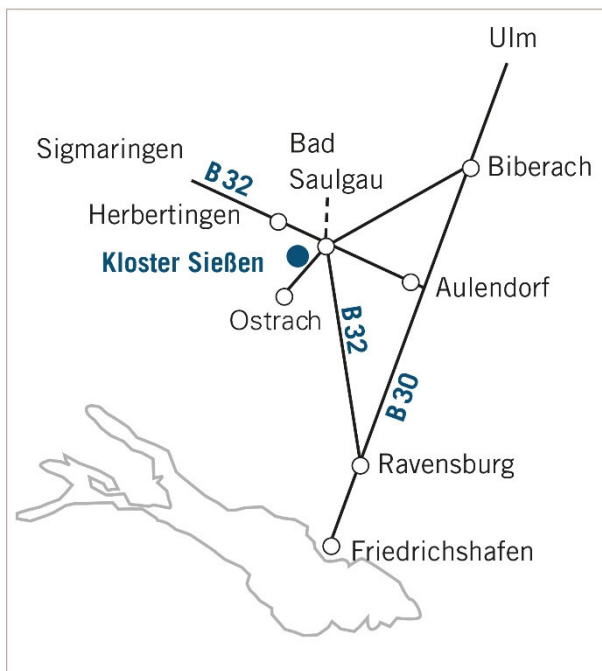 Ulm
Bad
Saulgau
Sigmaringen
B 32
Biberach
Herbertingen
Kloster Sießen
Aulendorf
Ostrach
B 32
B 30
Ravensburg
Friedrichshafen